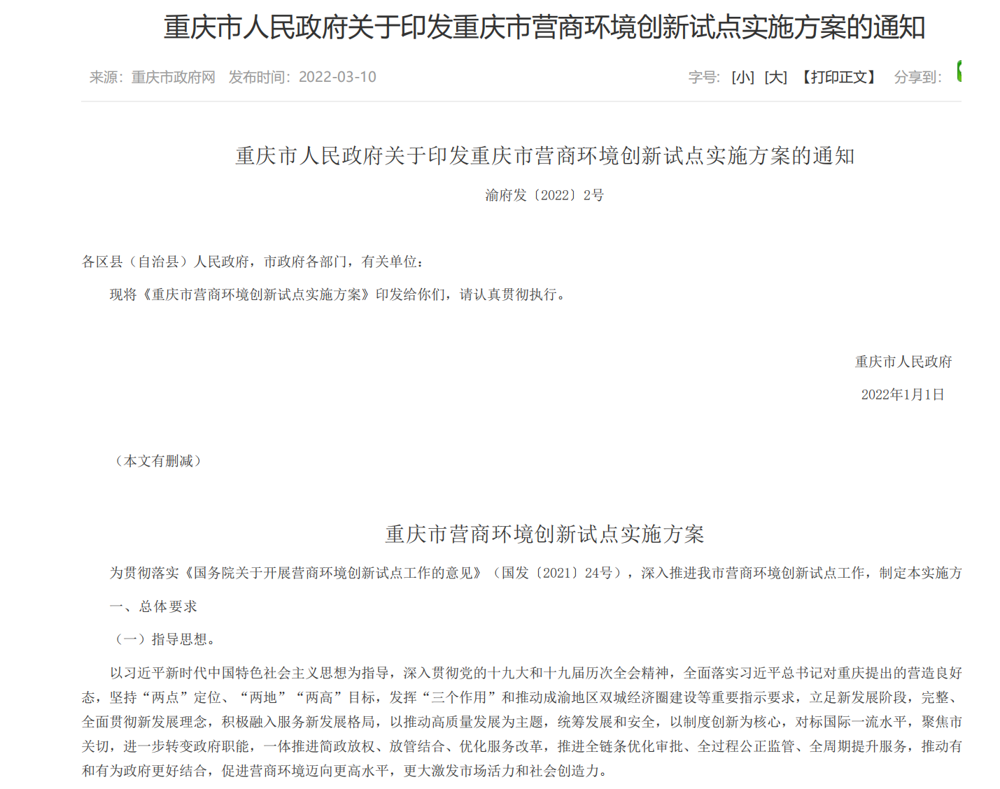 重庆市人民政府关于印发重庆市营商环境创新试点实施方案的通知
来源：重庆市政府网 发布时间：2022-03-10 字号： [小] [大] 【打印正文】 分享到：
重庆市人民政府关于印发重庆市营商环境创新试点实施方案的通知
渝府发〔2022〕2号
各区县（自治县）人民政府，市政府各部门，有关单位：
现将《重庆市营商环境创新试点实施方案》印发给你们，请认真贯彻执行。
重庆市人民政府
2022年1月1日
（本文有删减）
重庆市营商环境创新试点实施方案
为贯彻落实《国务院关于开展营商环境创新试点工作的意见》（国发〔2021〕24号），深入推进我市营商环境创新试点工作，制定本实施方
一、总体要求
（一）指导思想。
以习近平新时代中国特色社会主义思想为指导，深入贯彻党的十九大和十九届历次全会精神，全面落实习近平总书记对重庆提出的营造良好
态，坚持“两点”定位、“两地”“两高”目标，发挥“三个作用”和推动成渝地区双城经济圈建设等重要指示要求，立足新发展阶段，完整、
全面贯彻新发展理念，积极融入服务新发展格局，以推动高质量发展为主题，统筹发展和安全，以制度创新为核心，对标国际一流水平，聚焦市
关切，进一步转变政府职能，一体推进简政放权、放管结合、优化服务改革，推进全链条优化审批、全过程公正监管、全周期提升服务，推动有
和有为政府更好结合，促进营商环境迈向更高水平，更大激发市场活力和社会创造力。